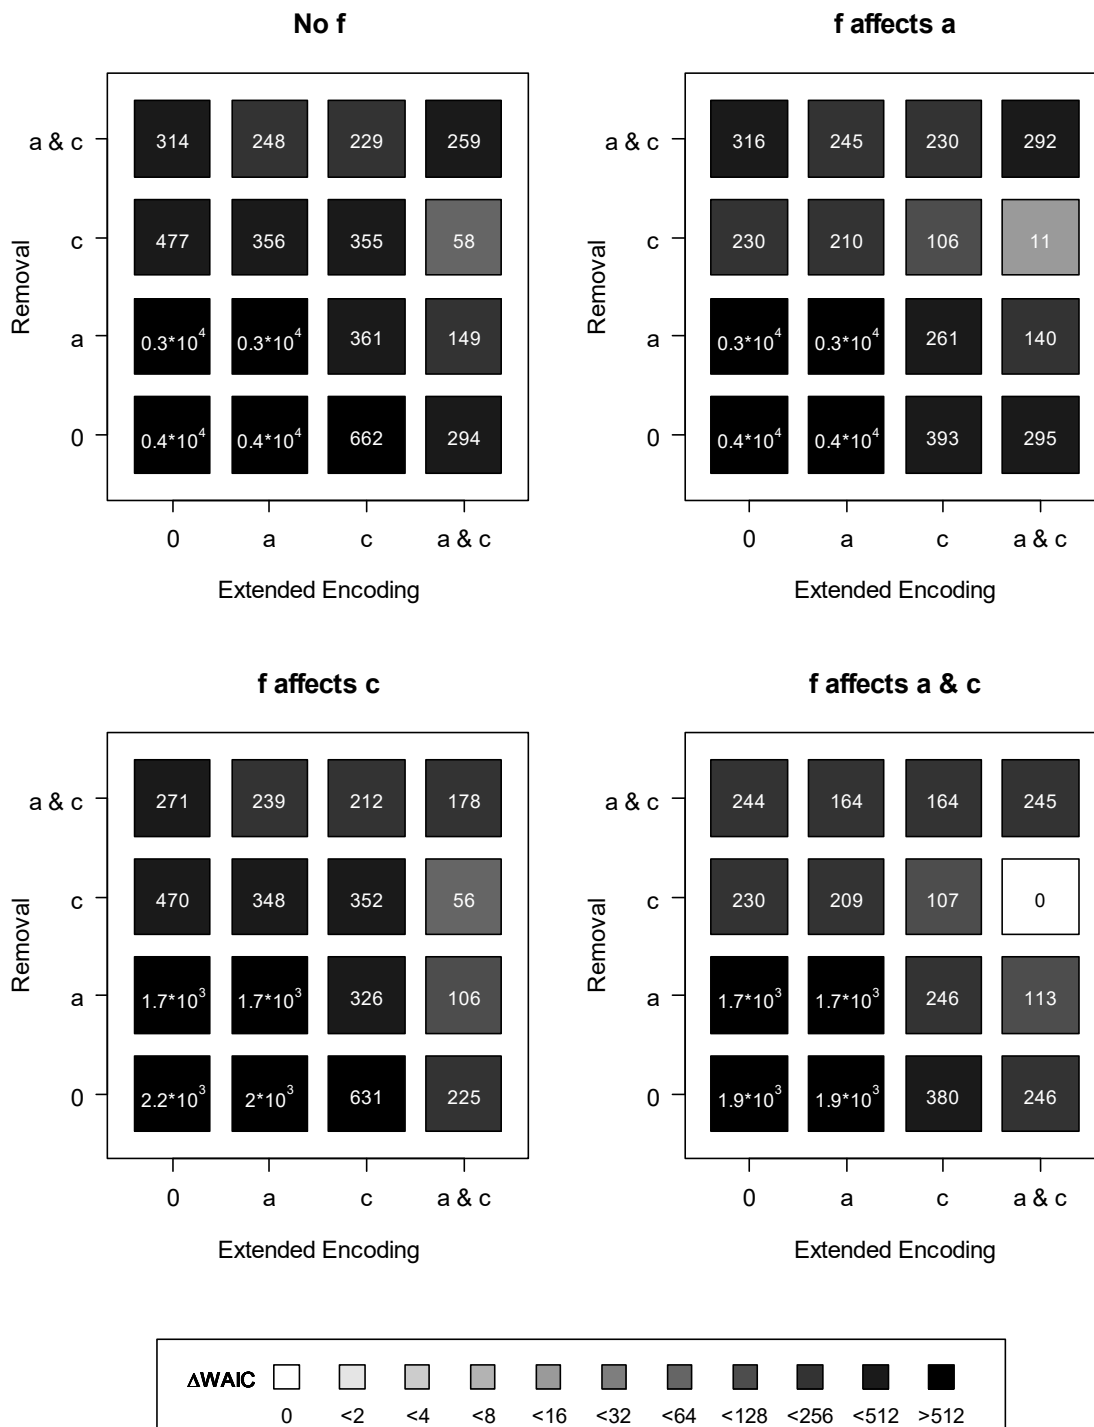 No f
f affects a
a & c 314 248 229 259
c 477 356 355 58
a 0.3*10^4 0.3*10^4 361 149
0 0.4*10^4 0.4*10^4 662 294
Removal
0 a c a & c
Extended Encoding
a & c 316 245 230 292
c 230 210 106 11
a 0.3*10^4 0.3*10^4 261 140
0 0.4*10^4 0.4*10^4 393 295
Removal
0 a c a & c
Extended Encoding
f affects c
f affects a & c
a & c 271 239 212 178
c 470 348 352 56
a 1.7*10^3 1.7*10^3 326 106
0 2.2*10^3 2*10^3 631 225
Removal
0 a c a & c
Extended Encoding
a & c 244 164 164 245
c 230 209 107 0
a 1.7*10^3 1.7*10^3 246 113
0 1.9*10^3 1.9*10^3 380 246
Removal
0 a c a & c
Extended Encoding
ΔWAIC
0 <2 <4 <8 <16 <32 <64 <128 <256 <512 >512